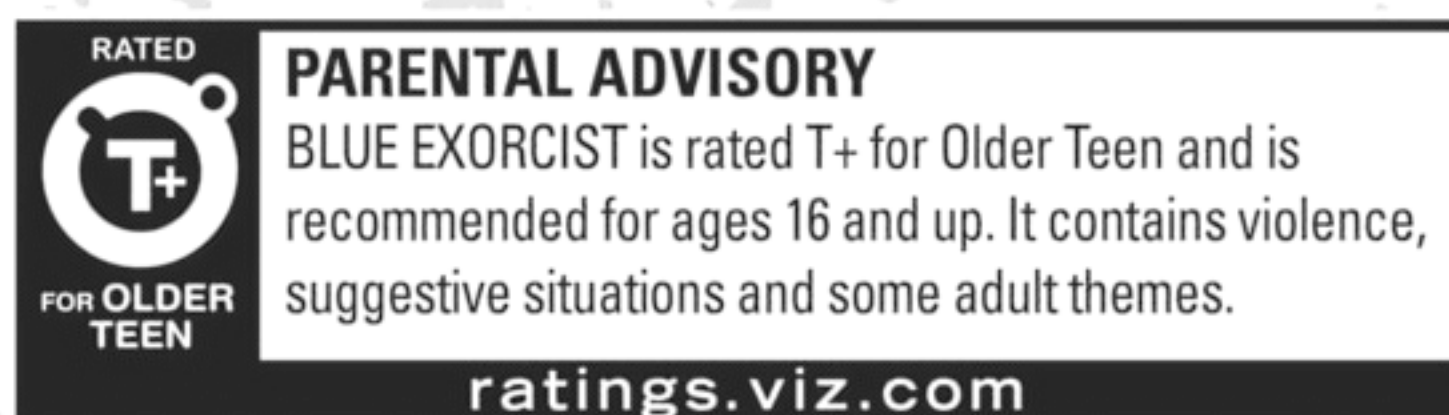 RATED
T+
FOR OLDER
TEEN
PARENTAL ADVISORY
BLUE EXORCIST is rated T+ for Older Teen and is
recommended for ages 16 and up. It contains violence,
suggestive situations and some adult themes.
ratings.viz.com